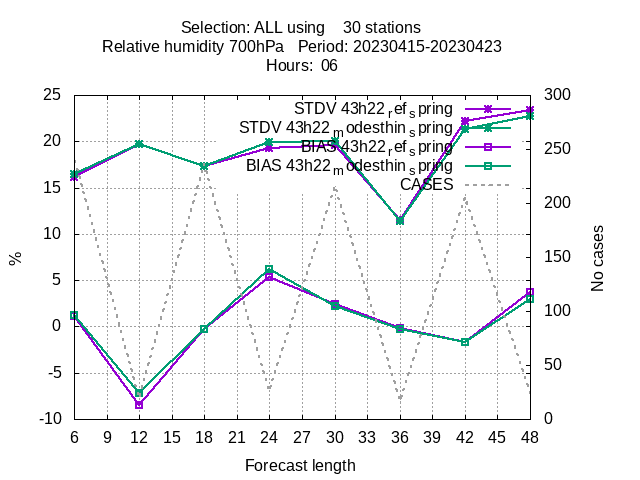 Selection: ALL using    30 stations
Relative humidity 700hPa   Period: 20230415-20230423
Hours:  06
STDV 43h22_ref_spring
STDV 43h22_modesthin_spring
BIAS 43h22_ref_spring
BIAS 43h22_modesthin_spring
CASES
25
20
15
10
5
0
-5
-10
%
300
250
200
150
100
50
0
No cases
6 9 12 15 18 21 24 27 30 33 36 39 42 45 48
Forecast length